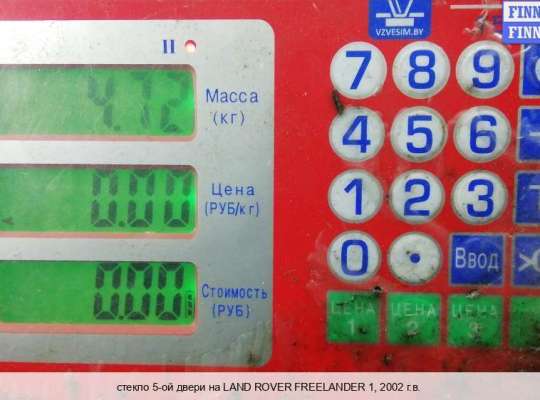 VZVESIM.BY
FINN
FINN
II
4.72
Масса
(кг)
0.00
Цена
(РУБ/кг)
0.00
Стоимость
(РУБ)
7 8 9
4 5 6
1 2 3
0 . Ввод
ЦЕНА 1 ЦЕНА 2 ЦЕНА 3
стекло 5-ой двери на LAND ROVER FREELANDER 1, 2002 г.в.